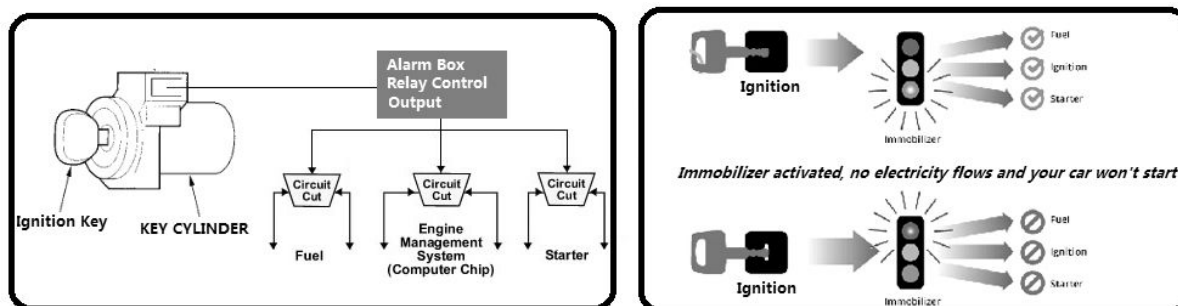 Alarm Box
Relay Control
Output
Circuit
Cut
Circuit
Cut
Circuit
Cut
Ignition Key
KEY CYLINDER
Fuel
Engine
Management
System
(Computer Chip)
Starter
Ignition
Fuel
Ignition
Starter
Immobilizer
Immobilizer activated, no electricity flows and your car won't start
Ignition
Fuel
Ignition
Starter
Immobilizer